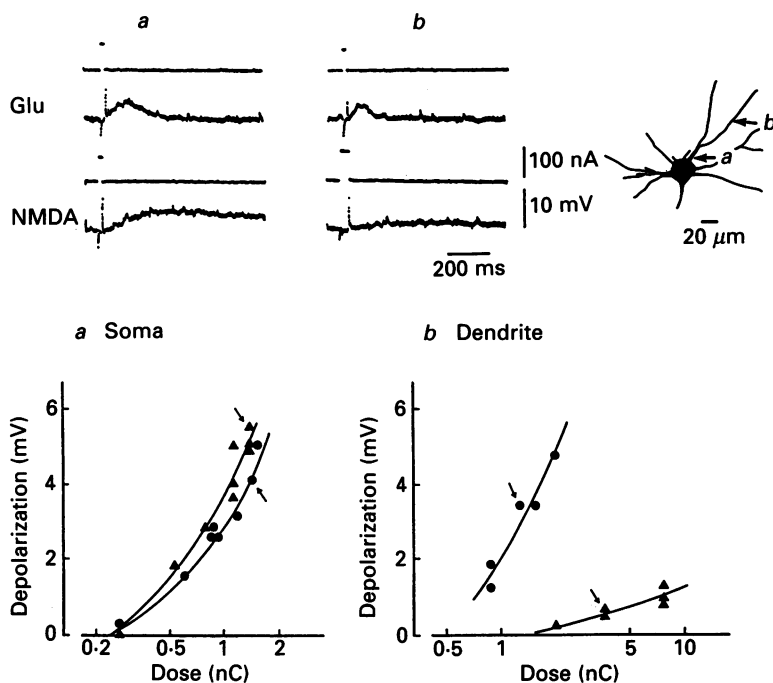 a
b
Glu
NMDA
100 nA
10 mV
200 ms
b
a
20 μm
a Soma
b Dendrite
Depolarization (mV)
6
4
2
0
0·2 0·5 1 2
Dose (nC)
Depolarization (mV)
6
4
2
0
0·5 1 5 10
Dose (nC)